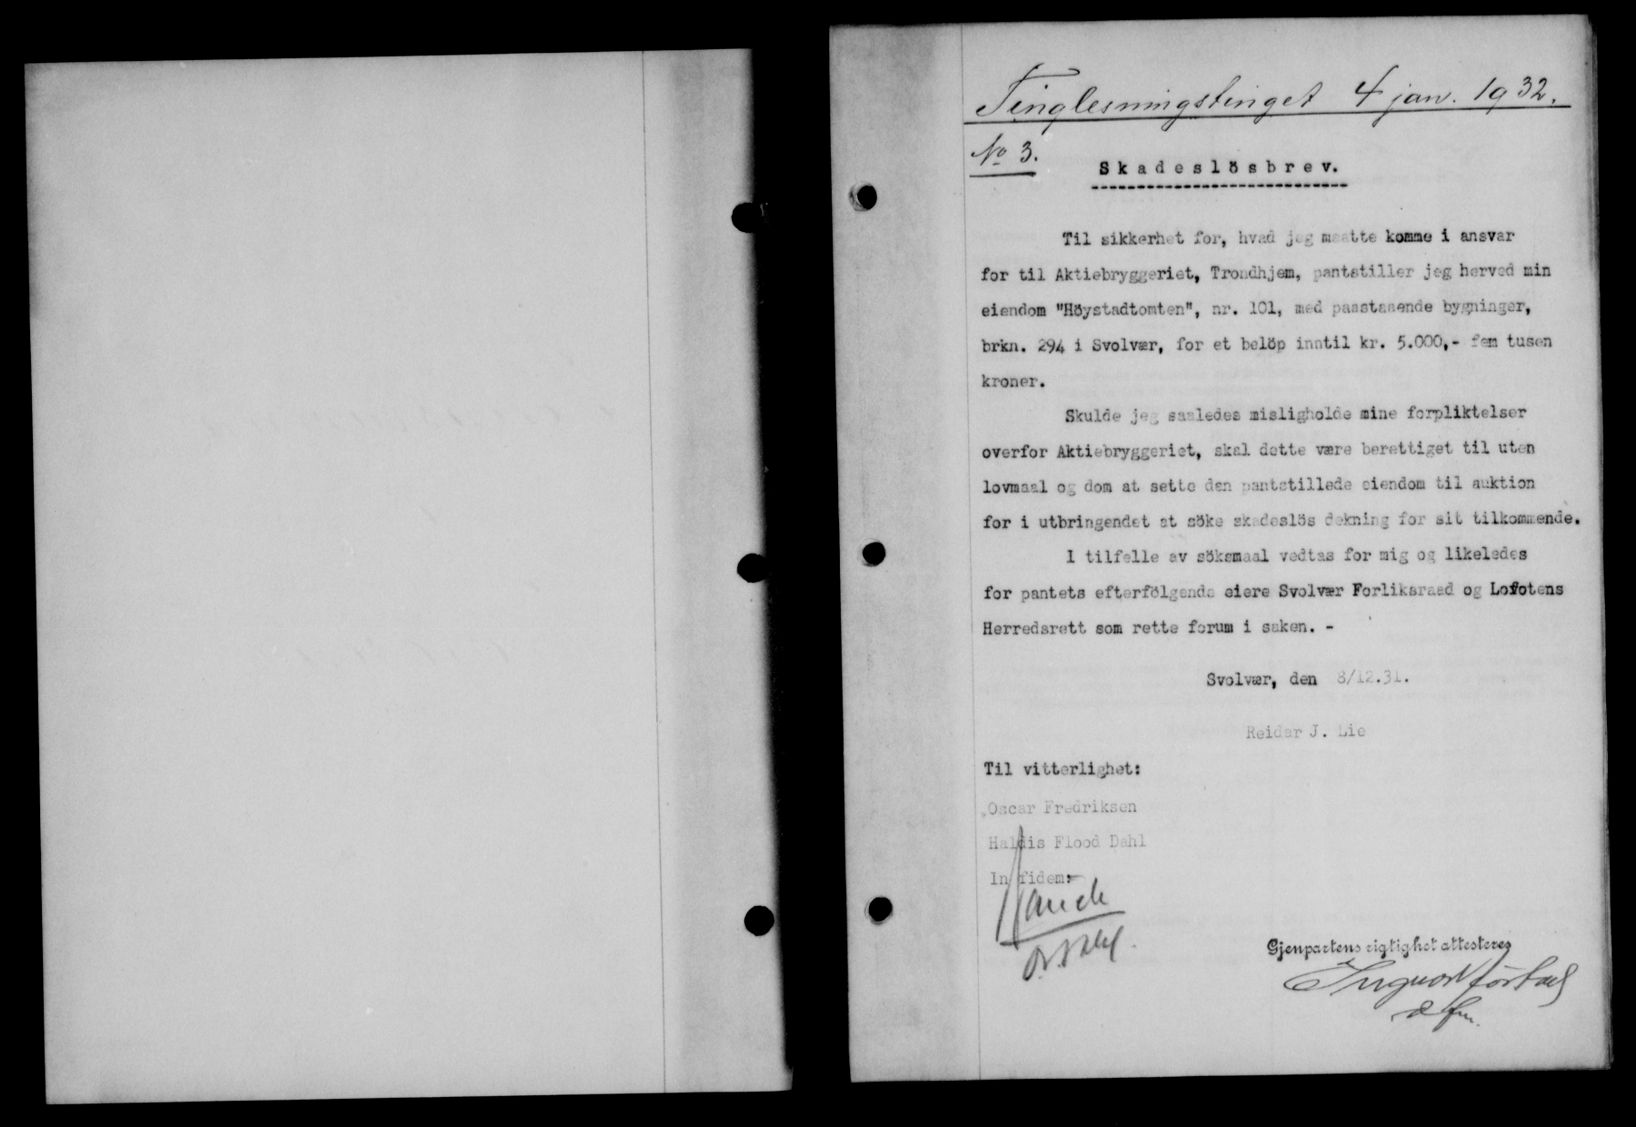 Tinglesningstinget 4 jan. 1932.
No 3.
Skadeslösbrev.
Til sikkerhet for, hvad jeg maatte komme i ansvar
for til Aktiebryggeriet, Trondhjem, pantstiller jeg herved min
eiendom "Höystadtomten", nr. 101, med paastaaende bygninger,
brkn. 294 i Svolvær, for et belöp inntil kr. 5.000,- fem tusen
kroner.
Skulde jeg saaledes misligholde mine forpliktelser
overfor Aktiebryggeriet, skal dette være berettiget til uten
lovmaal og dom at sette den pantstillede eiendom til auktion
for i utbringendet at söke skadeslös dekning for sit tilkommende.
I tilfelle av söksmaal vedtas for mig og likeledes
for pantets efterfölgende eiere Svolvær Forliksraad og Lofotens
Herredsrett som rette forum i saken. -
Svolvær, den 8/12.31.
Reidar J. Lie
Til vitterlighet:
Oscar Fredriksen
Haldis Flood Dahl
In fidem:
Gjenpartens rigtighet attesteres